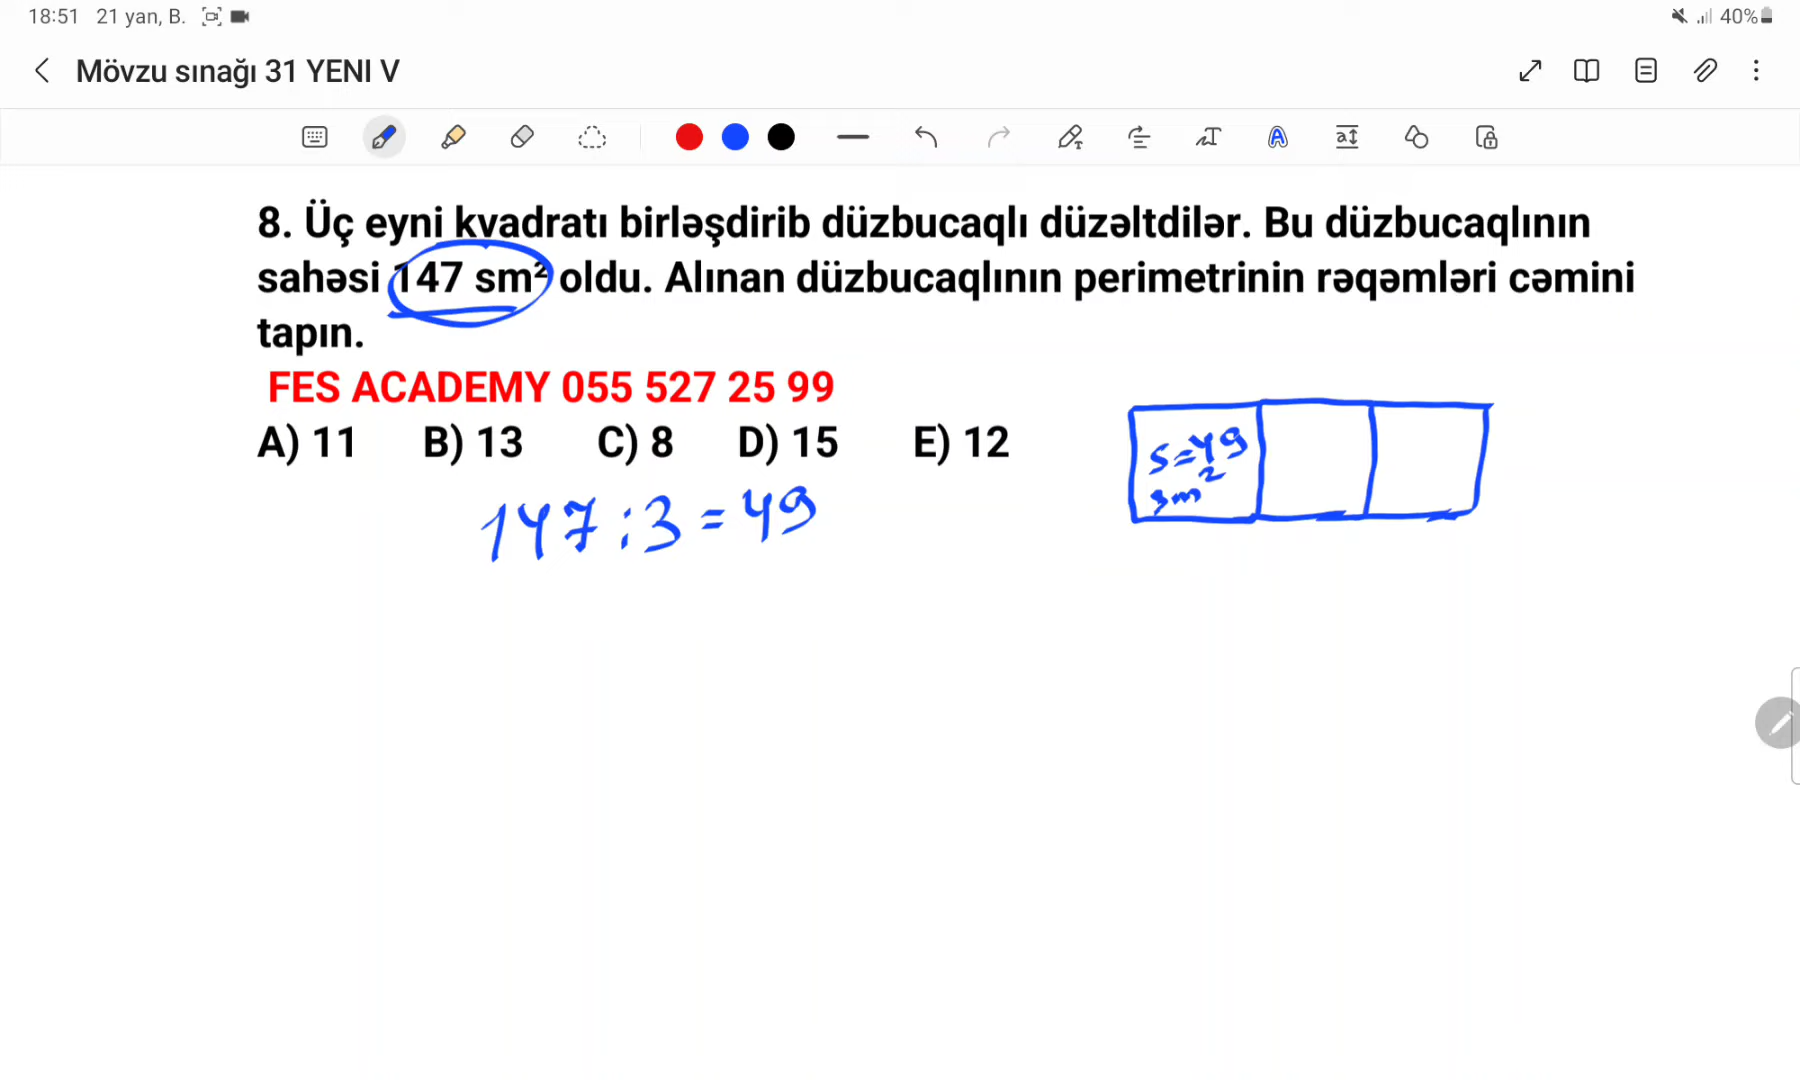 18:51 21 yan, B. 40%
Mövzu sınağı 31 YENI V
8. Üç eyni kvadratı birləşdirib düzbucaqlı düzəltdilər. Bu düzbucaqlının
sahəsi 147 sm² oldu. Alınan düzbucaqlının perimetrinin rəqəmləri cəmini
tapın.
FES ACADEMY 055 527 25 99
A) 11 B) 13 C) 8 D) 15 E) 12
S=49
sm²
147:3=49